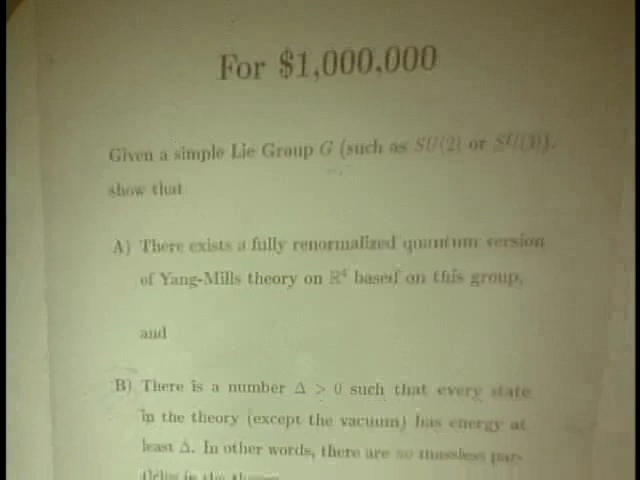 For $1,000,000
Given a simple Lie Group G (such as SU(2) or SU(3)),
show that
A) There exists a fully renormalized quantum version
of Yang-Mills theory on ℝ⁴ based on this group,
and
B) There is a number Δ > 0 such that every state
in the theory (except the vacuum) has energy at
least Δ. In other words, there are no massless par-